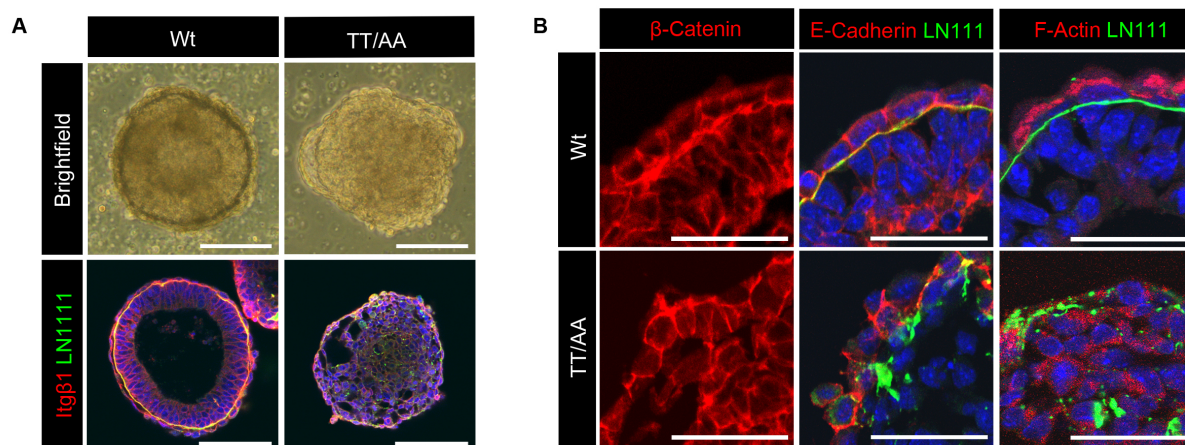 A
Wt
TT/AA
Brightfield
Itgβ1 LN1111
B
β-Catenin
E-Cadherin LN111
F-Actin LN111
Wt
TT/AA